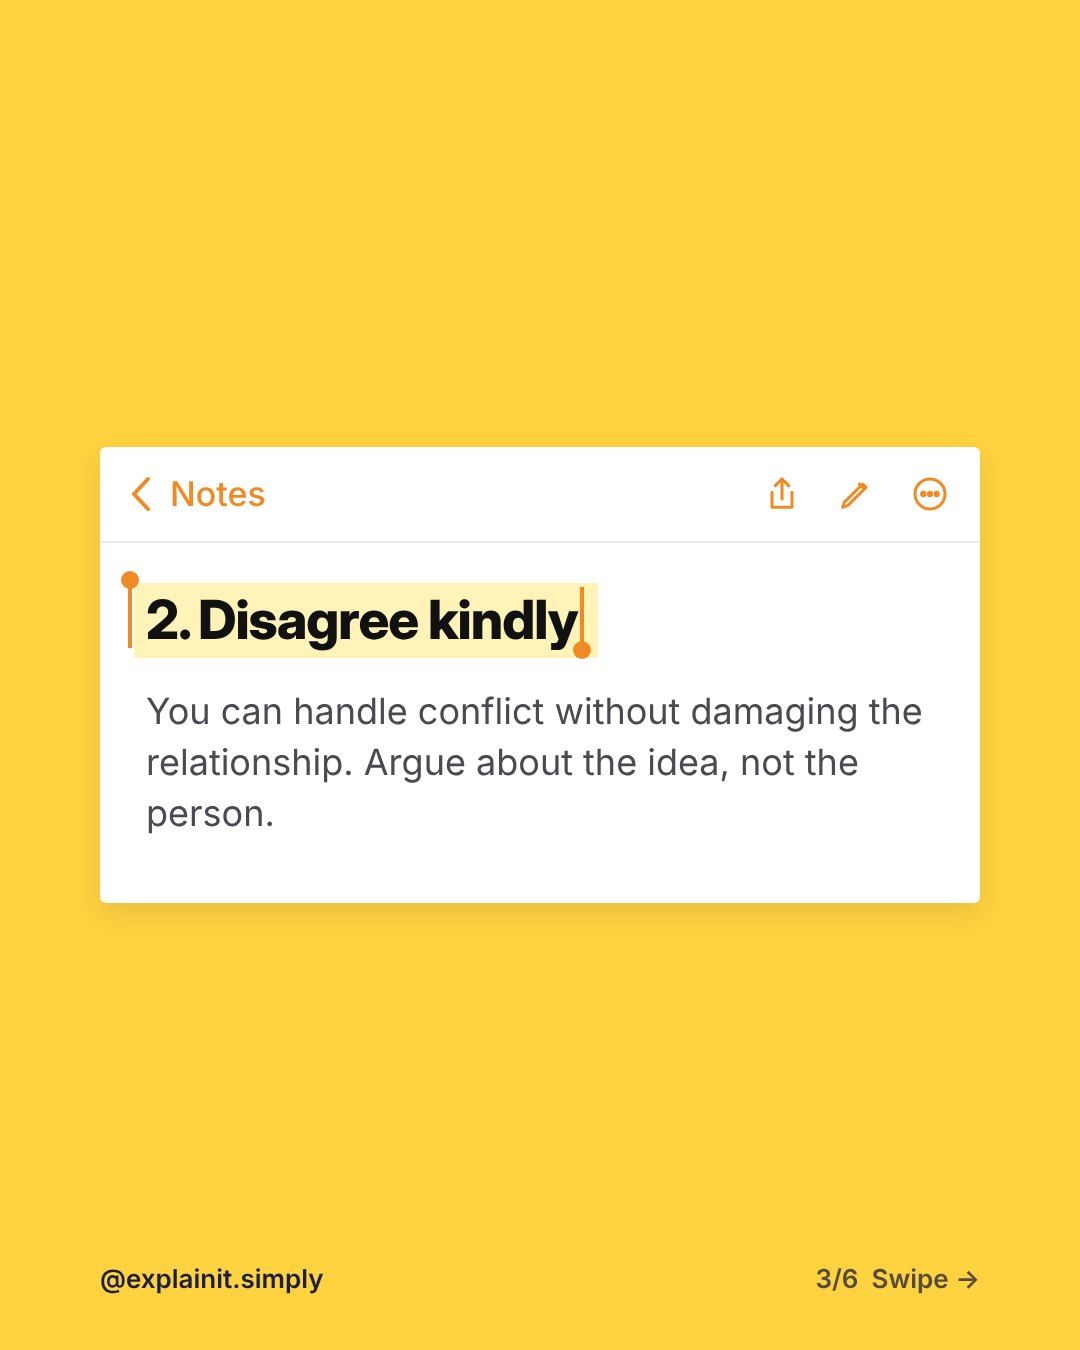 Notes
2. Disagree kindly
You can handle conflict without damaging the
relationship. Argue about the idea, not the
person.
@explainit.simply
3/6 Swipe →